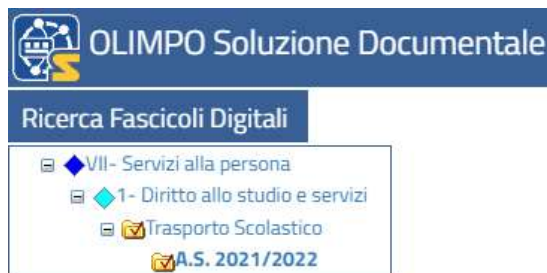 OLIMPO Soluzione Documentale
Ricerca Fascicoli Digitali
VII- Servizi alla persona
1- Diritto allo studio e servizi
Trasporto Scolastico
A.S. 2021/2022